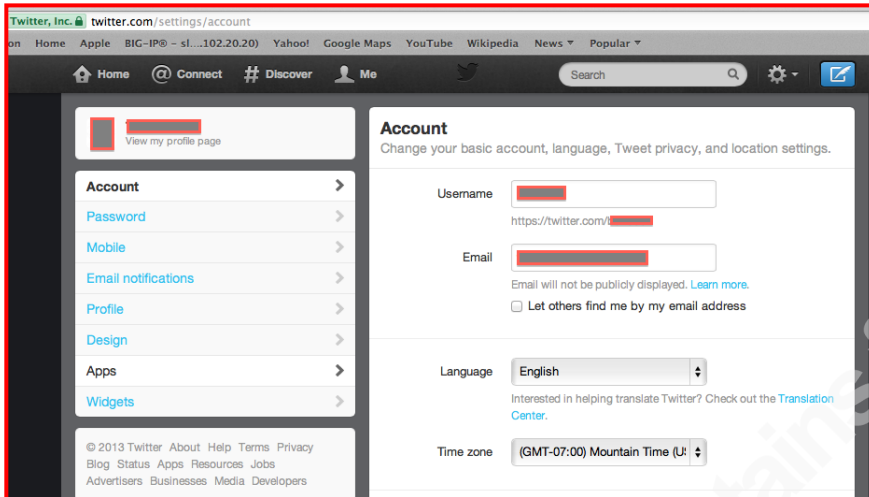 Twitter, Inc. twitter.com/settings/account
on Home Apple BIG-IP® – sl....102.20.20) Yahoo! Google Maps YouTube Wikipedia News Popular
Home @ Connect # Discover Me Search
View my profile page
Account
Password
Mobile
Email notifications
Profile
Design
Apps
Widgets
© 2013 Twitter About Help Terms Privacy
Blog Status Apps Resources Jobs
Advertisers Businesses Media Developers
Account
Change your basic account, language, Tweet privacy, and location settings.
Username
https://twitter.com/
Email
Email will not be publicly displayed. Learn more.
Let others find me by my email address
Language English
Interested in helping translate Twitter? Check out the Translation
Center.
Time zone (GMT-07:00) Mountain Time (US